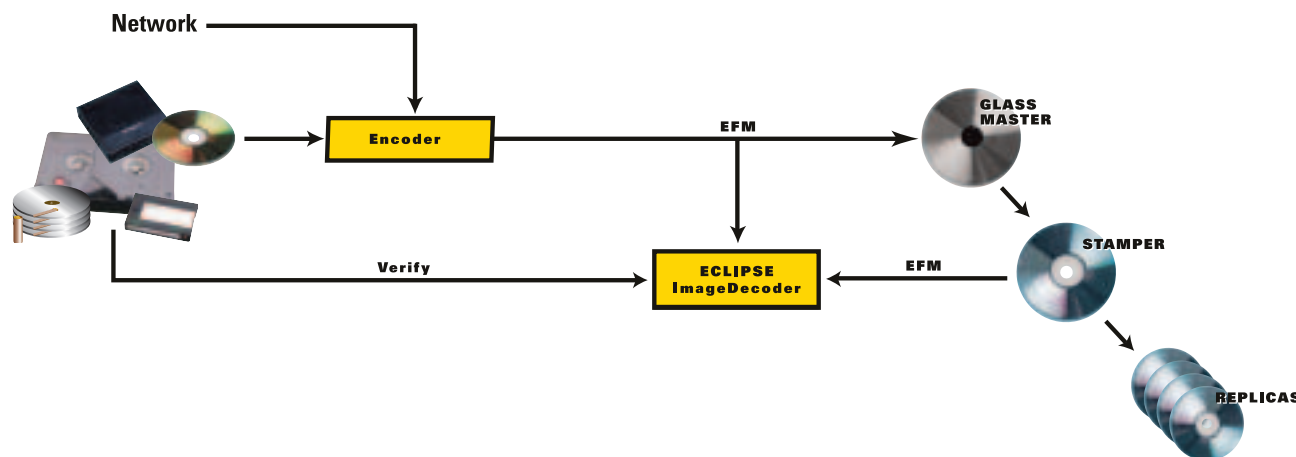 Network
GLASS
MASTER
Encoder
EFM
STAMPER
Verify
ECLIPSE
ImageDecoder
EFM
REPLICAS